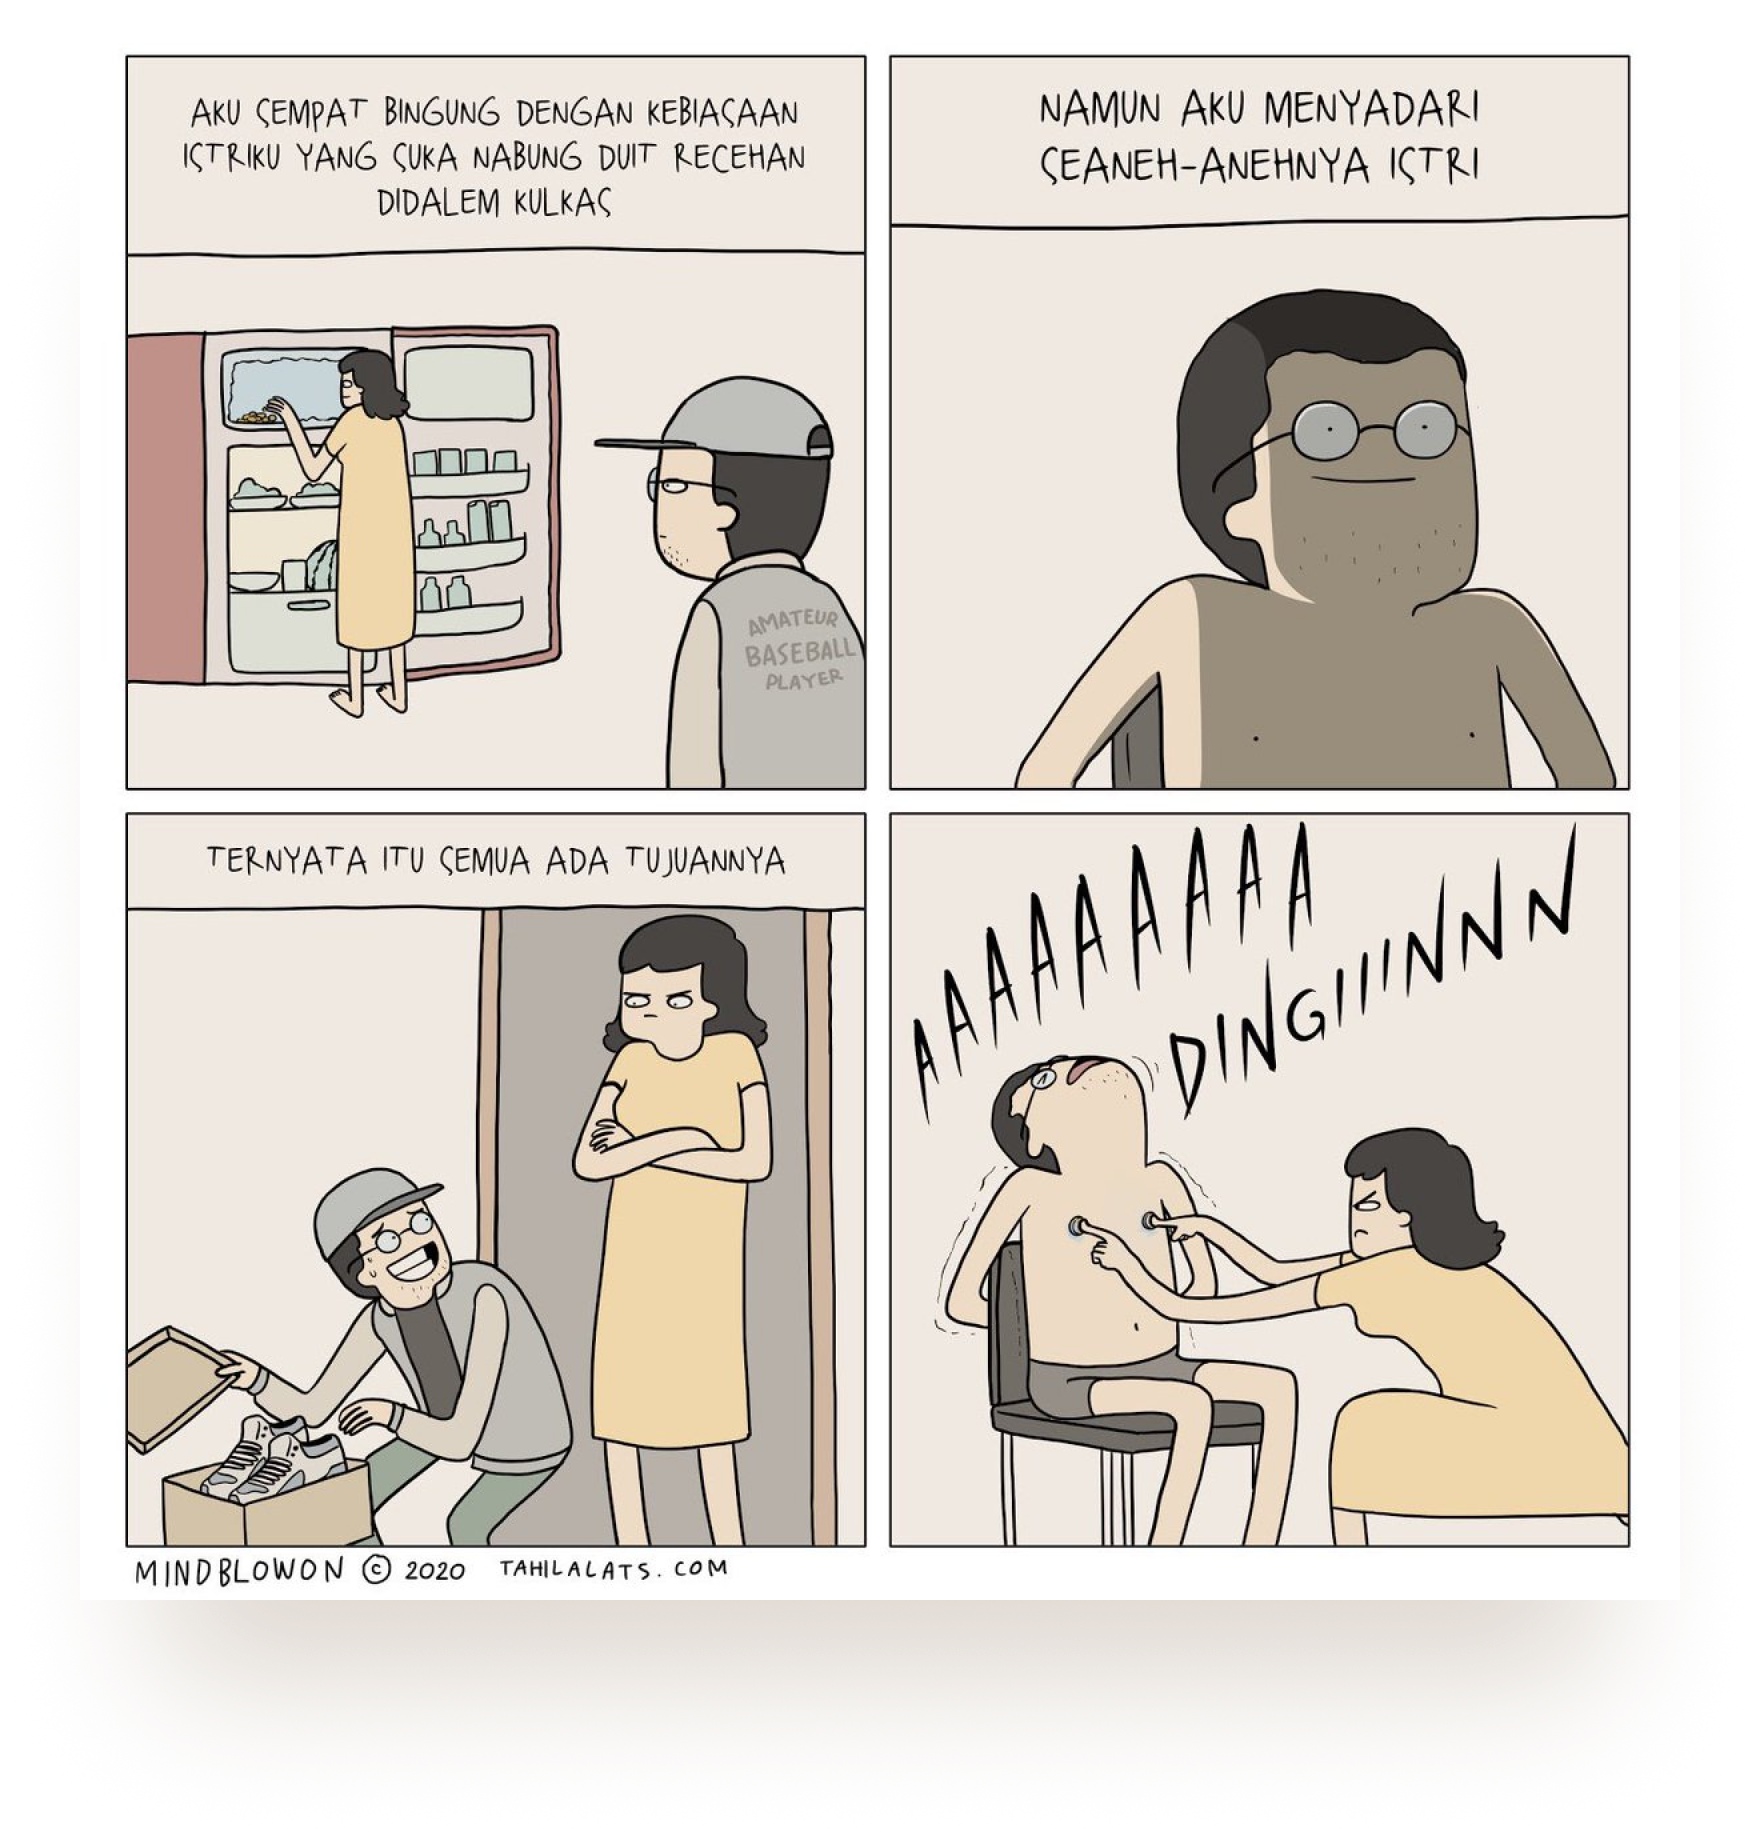 AKU SEMPAT BINGUNG DENGAN KEBIASAAN
ISTRIKU YANG SUKA NABUNG DUIT RECEHAN
DIDALEM KULKAS
AMATEUR
BASEBALL
PLAYER
NAMUN AKU MENYADARI
SEANEH-ANEHNYA ISTRI
TERNYATA ITU SEMUA ADA TUJUANNYA
AAAAAAAAA
DINGIIINNN
MINDBLOWON © 2020 TAHILALATS.COM